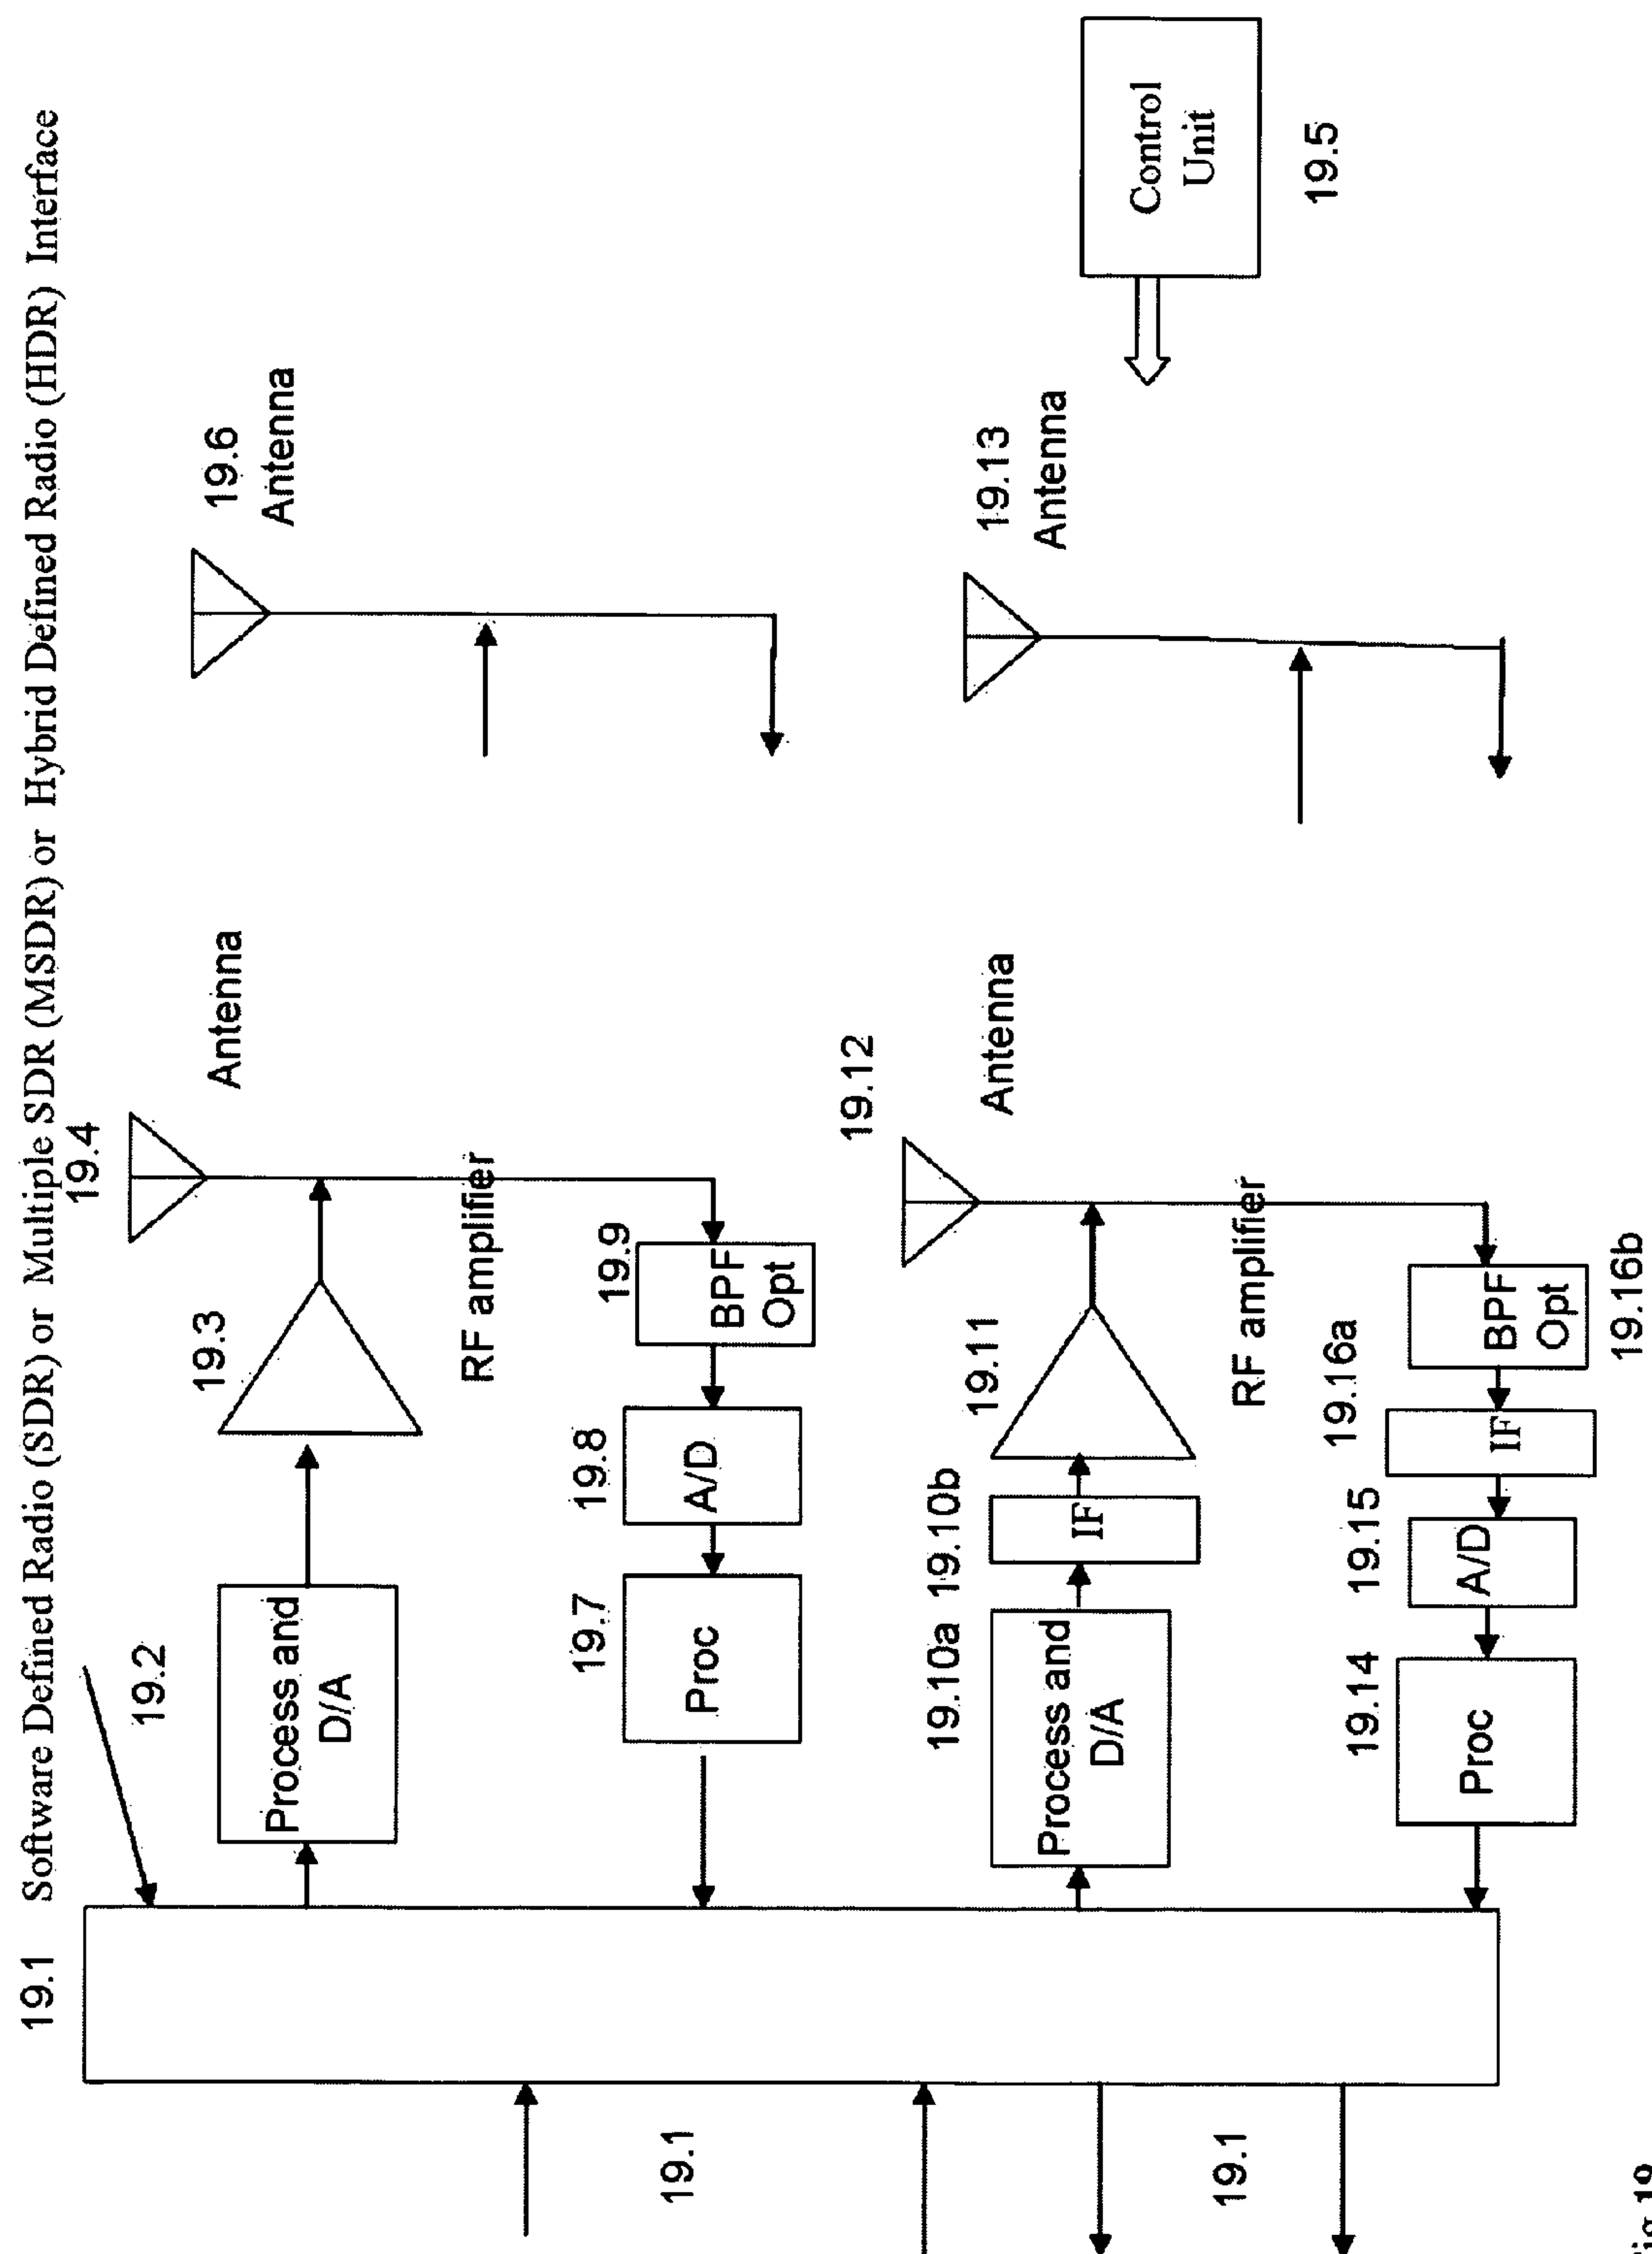 19.1 Software Defined Radio (SDR) or Multiple SDR (MSDR) or Hybrid Defined Radio (HDR) Interface
19.4
Antenna
19.6
Antenna
19.2
Process and
D/A
19.3
RF amplifier
19.7
Proc
19.8
A/D
19.9
BPF
Opt
19.12
Antenna
19.13
Antenna
19.10a
Process and
D/A
19.10b
IF
19.11
RF amplifier
19.14
Proc
19.15
A/D
19.16a
IF
BPF
Opt
19.16b
Control
Unit
19.5
19.1
19.1